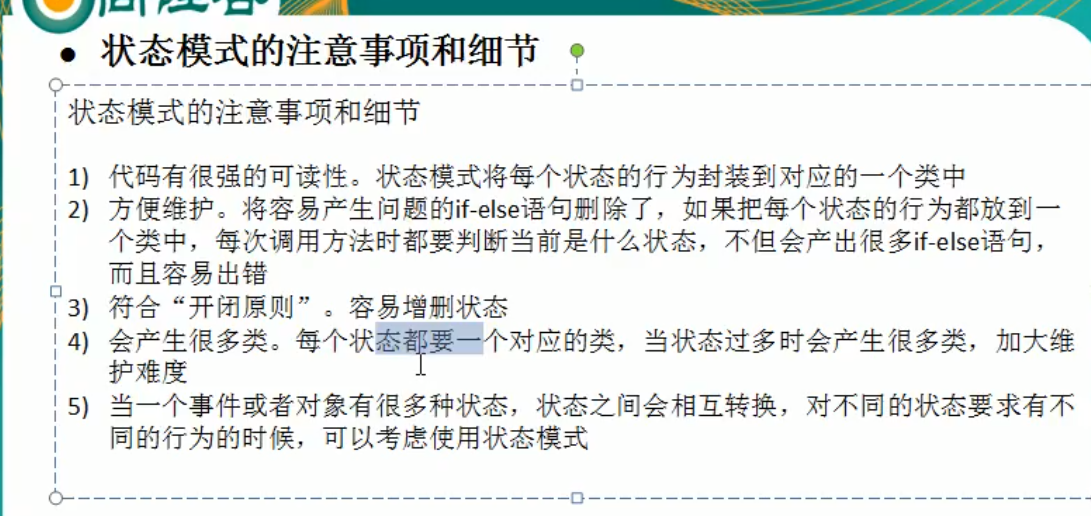 ● 状态模式的注意事项和细节
状态模式的注意事项和细节
1) 代码有很强的可读性。状态模式将每个状态的行为封装到对应的一个类中
2) 方便维护。将容易产生问题的if-else语句删除了，如果把每个状态的行为都放到一
个类中，每次调用方法时都要判断当前是什么状态，不但会产出很多if-else语句，
而且容易出错
3) 符合“开闭原则”。容易增删状态
4) 会产生很多类。每个状态都要一个对应的类，当状态过多时会产生很多类，加大维
护难度
5) 当一个事件或者对象有很多种状态，状态之间会相互转换，对不同的状态要求有不
同的行为的时候，可以考虑使用状态模式